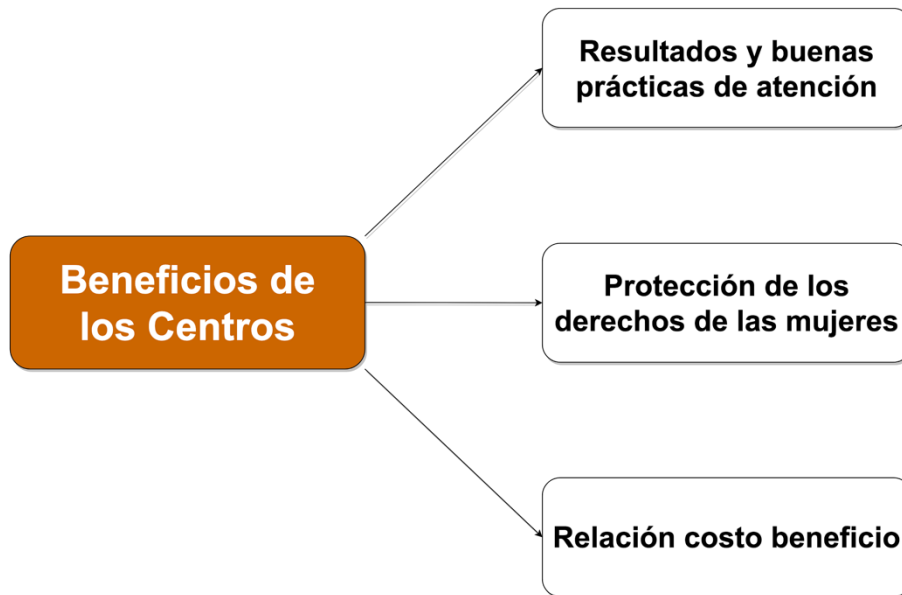 Resultados y buenas
prácticas de atención
Beneficios de
los Centros
Protección de los
derechos de las mujeres
Relación costo beneficio